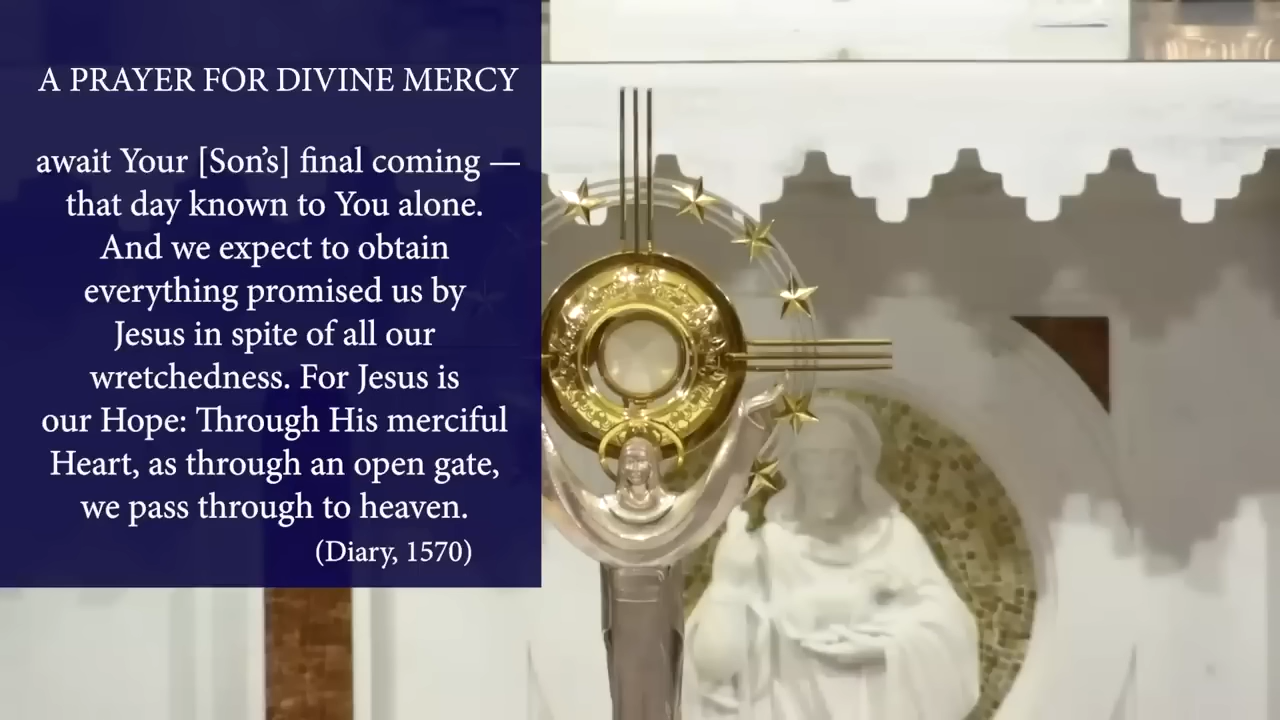 A PRAYER FOR DIVINE MERCY
await Your [Son’s] final coming —
that day known to You alone.
And we expect to obtain
everything promised us by
Jesus in spite of all our
wretchedness. For Jesus is
our Hope: Through His merciful
Heart, as through an open gate,
we pass through to heaven.
(Diary, 1570)